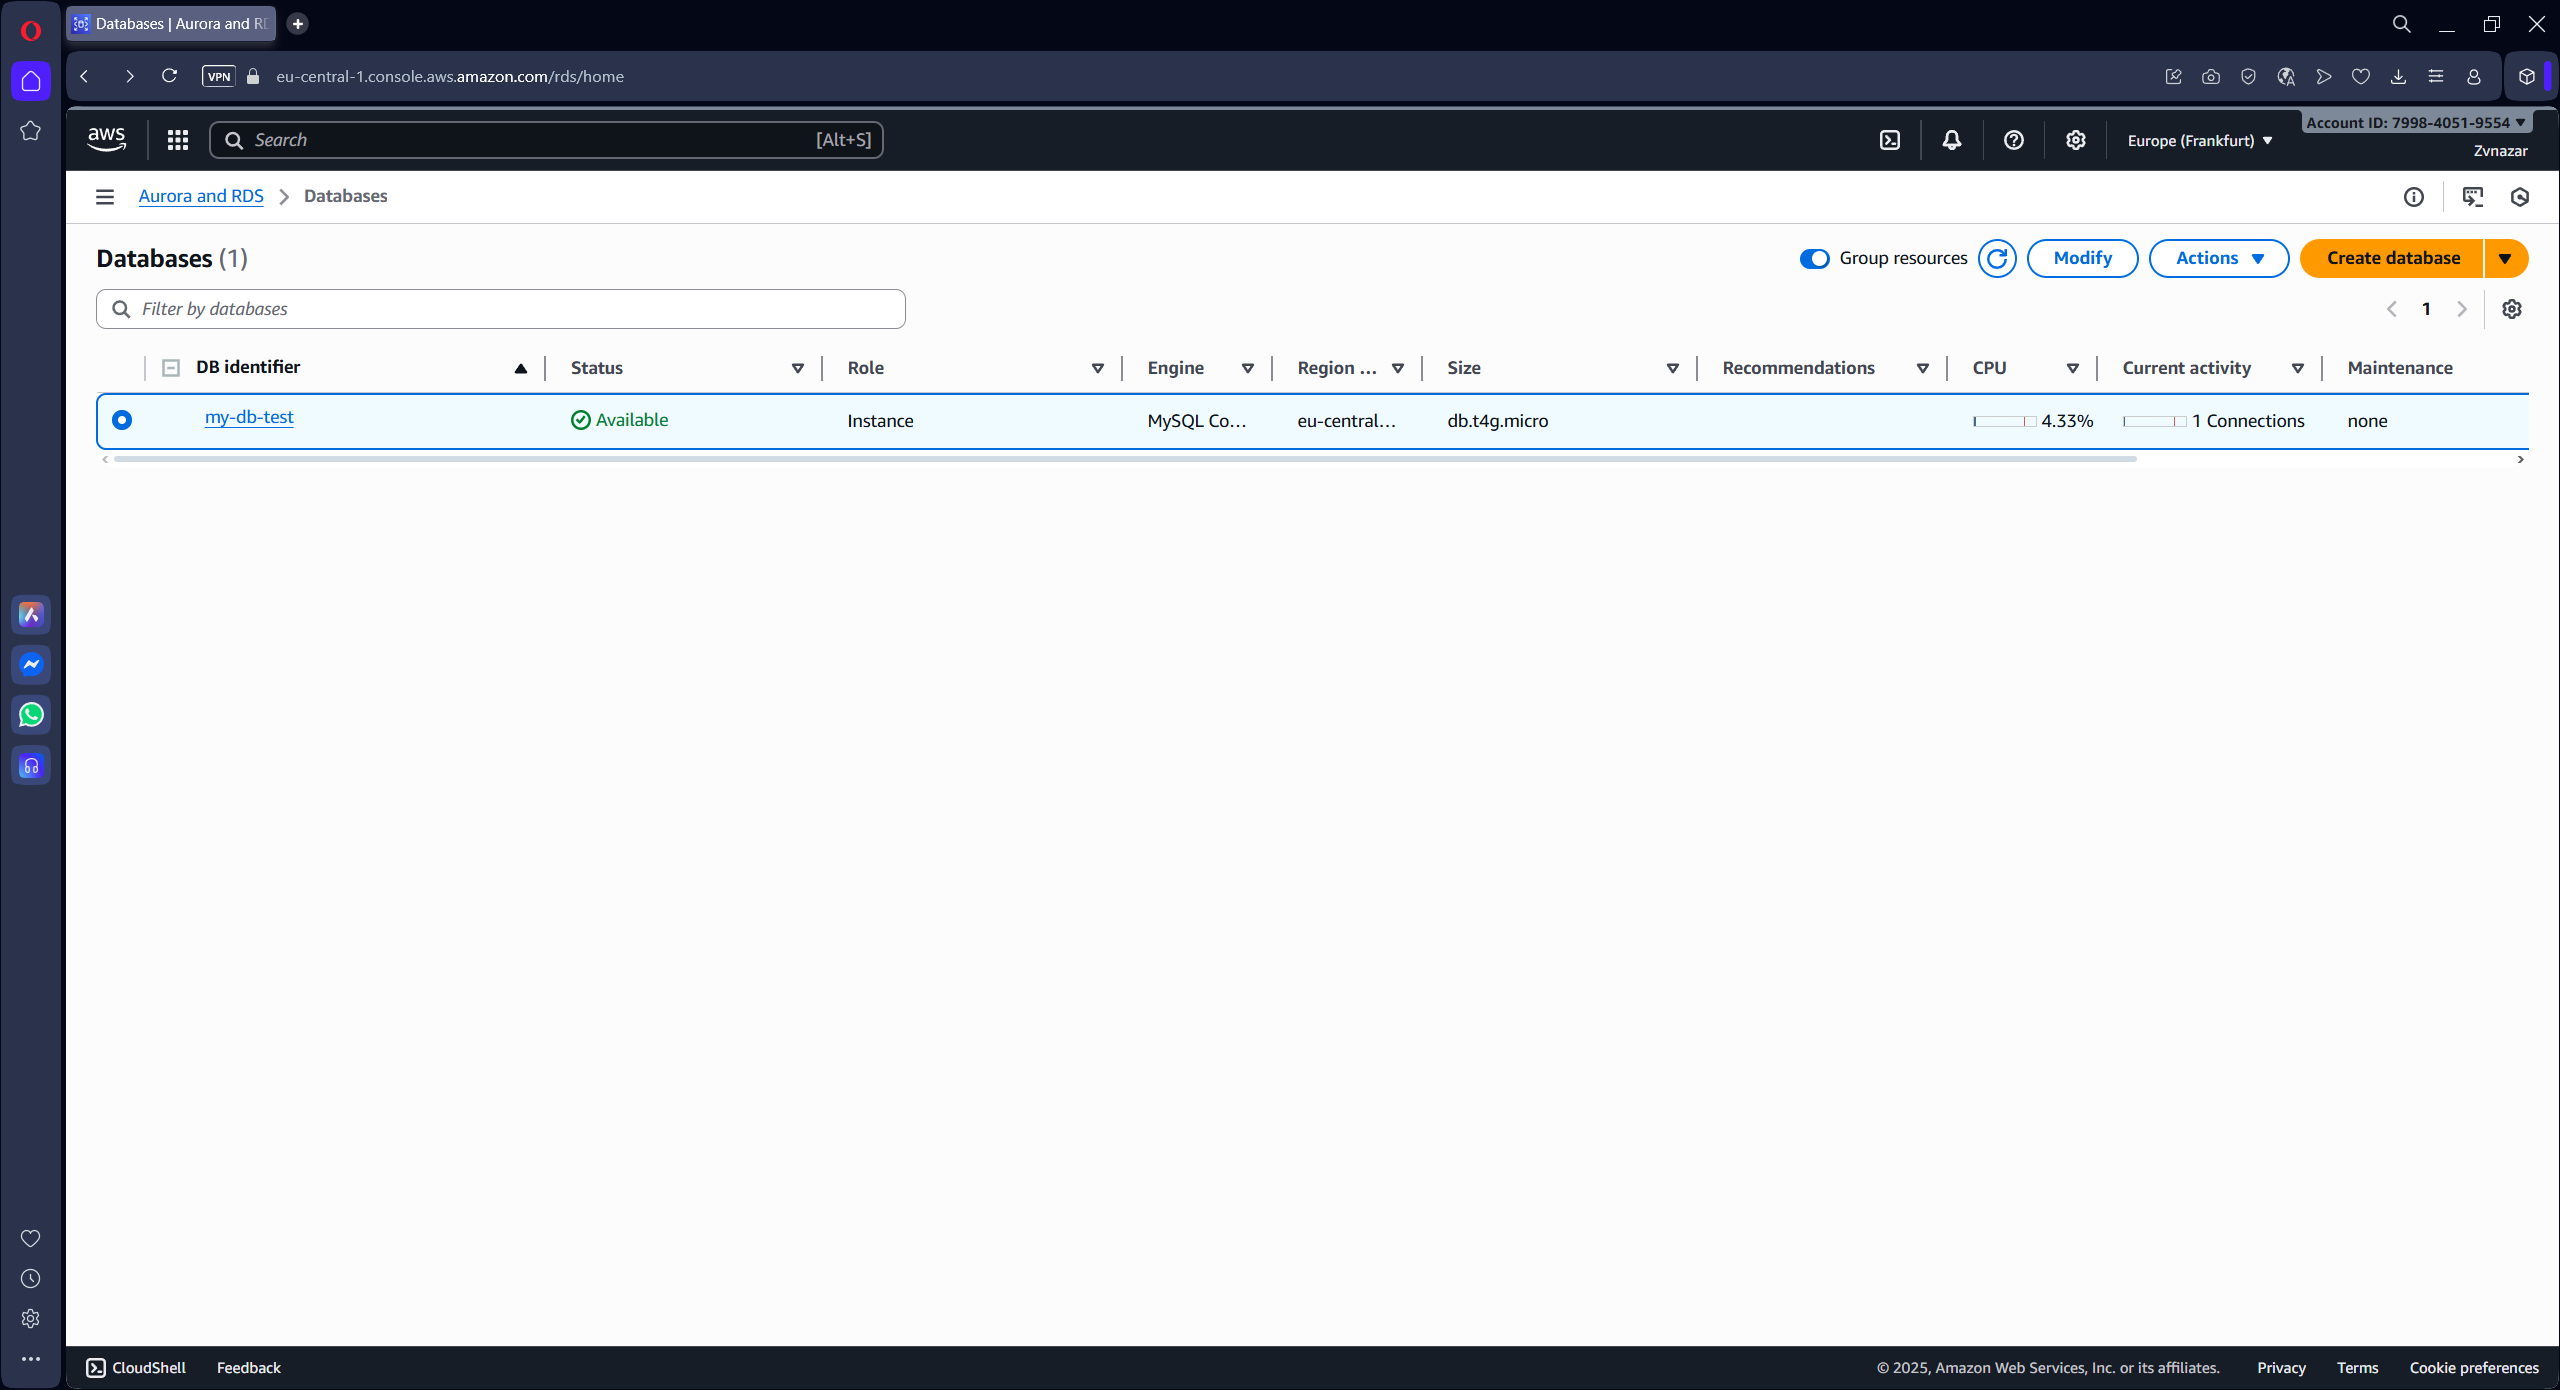 Databases | Aurora and RD
VPN eu-central-1.console.aws.amazon.com/rds/home
aws Search [Alt+S] Europe (Frankfurt) Account ID: 7998-4051-9554
Zvnazar
Aurora and RDS Databases
Databases (1) Group resources Modify Actions Create database
Filter by databases 1
DB identifier Status Role Engine Region ... Size Recommendations CPU Current activity Maintenance
my-db-test Available Instance MySQL Co... eu-central... db.t4g.micro 4.33% 1 Connections none
CloudShell Feedback © 2025, Amazon Web Services, Inc. or its affiliates. Privacy Terms Cookie preferences